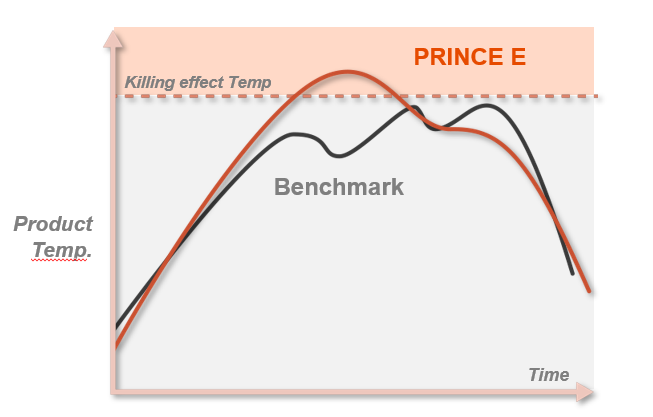 PRINCE E
Killing effect Temp
Benchmark
Product
Temp.
Time